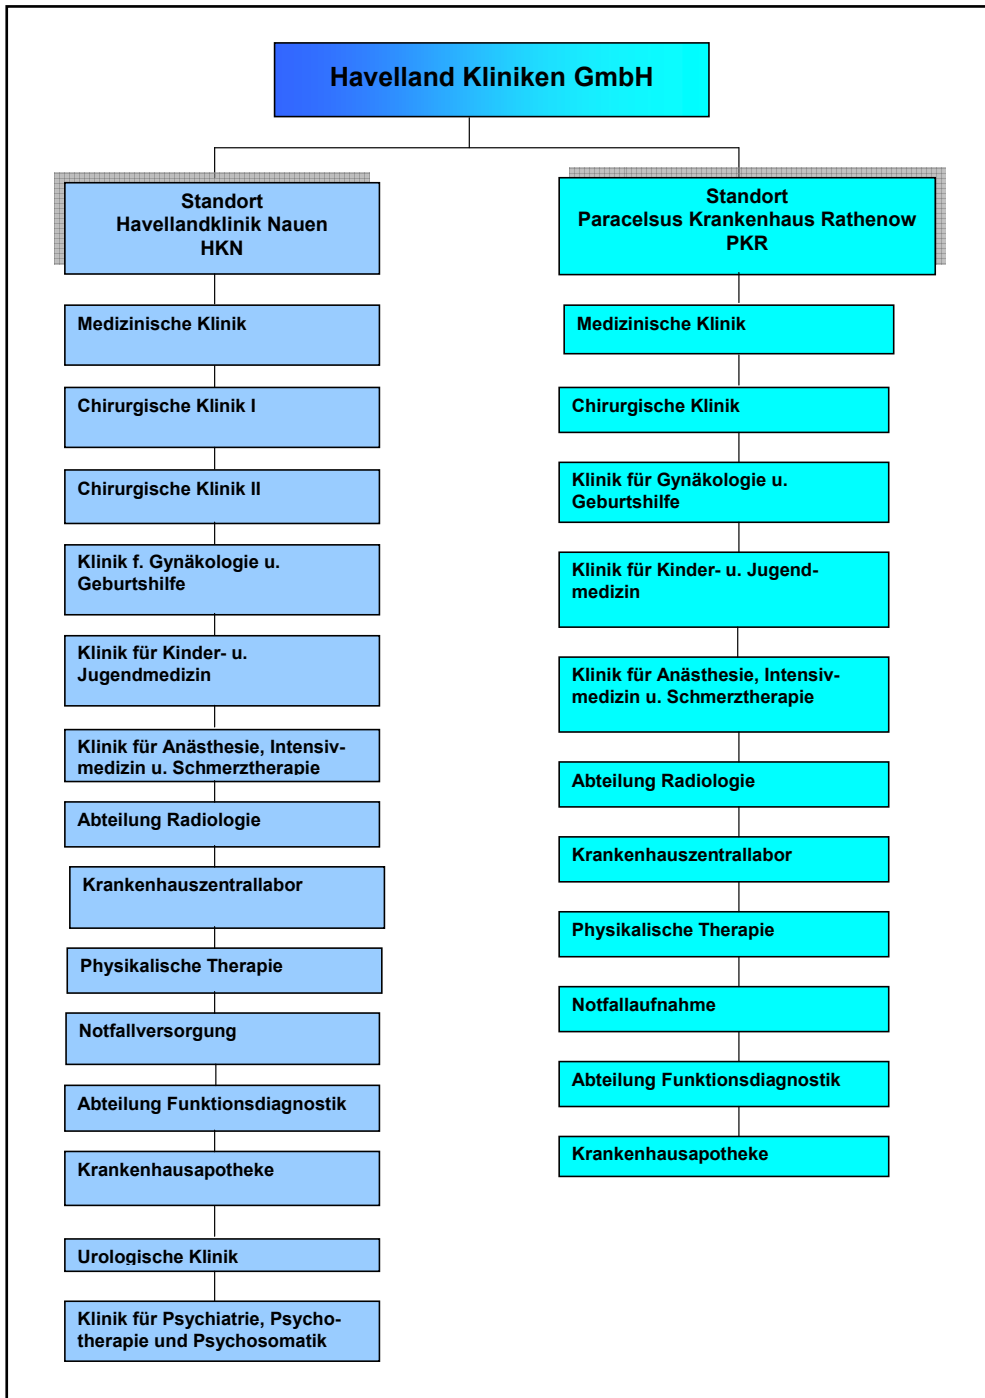 Havelland Kliniken GmbH
Standort
Havellandklinik Nauen
HKN
Medizinische Klinik
Chirurgische Klinik I
Chirurgische Klinik II
Klinik f. Gynäkologie u.
Geburtshilfe
Klinik für Kinder- u.
Jugendmedizin
Klinik für Anästhesie, Intensiv-
medizin u. Schmerztherapie
Abteilung Radiologie
Krankenhauszentrallabor
Physikalische Therapie
Notfallversorgung
Abteilung Funktionsdiagnostik
Krankenhausapotheke
Urologische Klinik
Klinik für Psychiatrie, Psycho-
therapie und Psychosomatik
Standort
Paracelsus Krankenhaus Rathenow
PKR
Medizinische Klinik
Chirurgische Klinik
Klinik für Gynäkologie u.
Geburtshilfe
Klinik für Kinder- u. Jugend-
medizin
Klinik für Anästhesie, Intensiv-
medizin u. Schmerztherapie
Abteilung Radiologie
Krankenhauszentrallabor
Physikalische Therapie
Notfallaufnahme
Abteilung Funktionsdiagnostik
Krankenhausapotheke